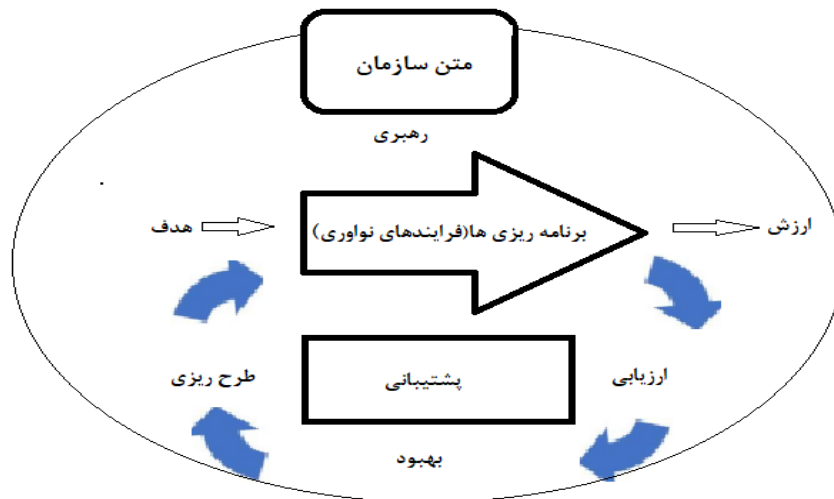 متن سازمان
رهبری
هدف
برنامه ریزی ها(فرایندهای نواوری)
ارزش
طرح ریزی
پشتیبانی
ارزیابی
بهبود